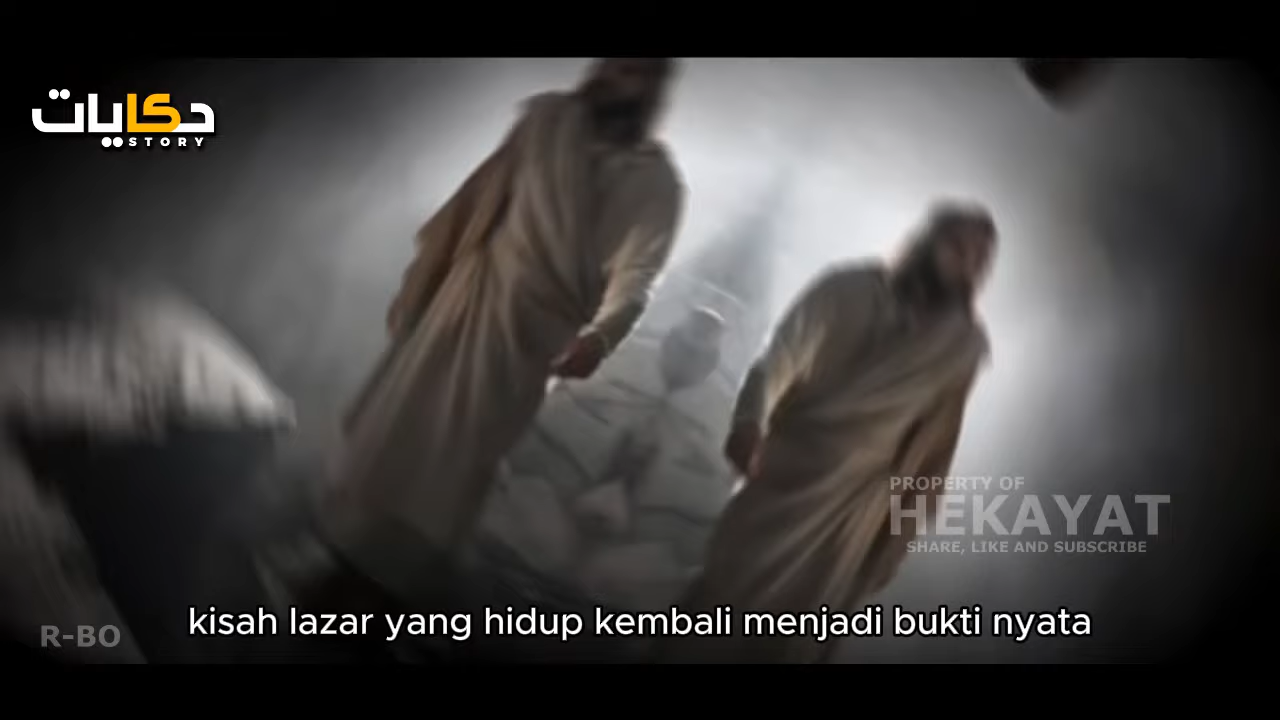 حكايات
STORY
PROPERTY OF
HEKAYAT
SHARE, LIKE AND SUBSCRIBE
R-BO
kisah lazar yang hidup kembali menjadi bukti nyata